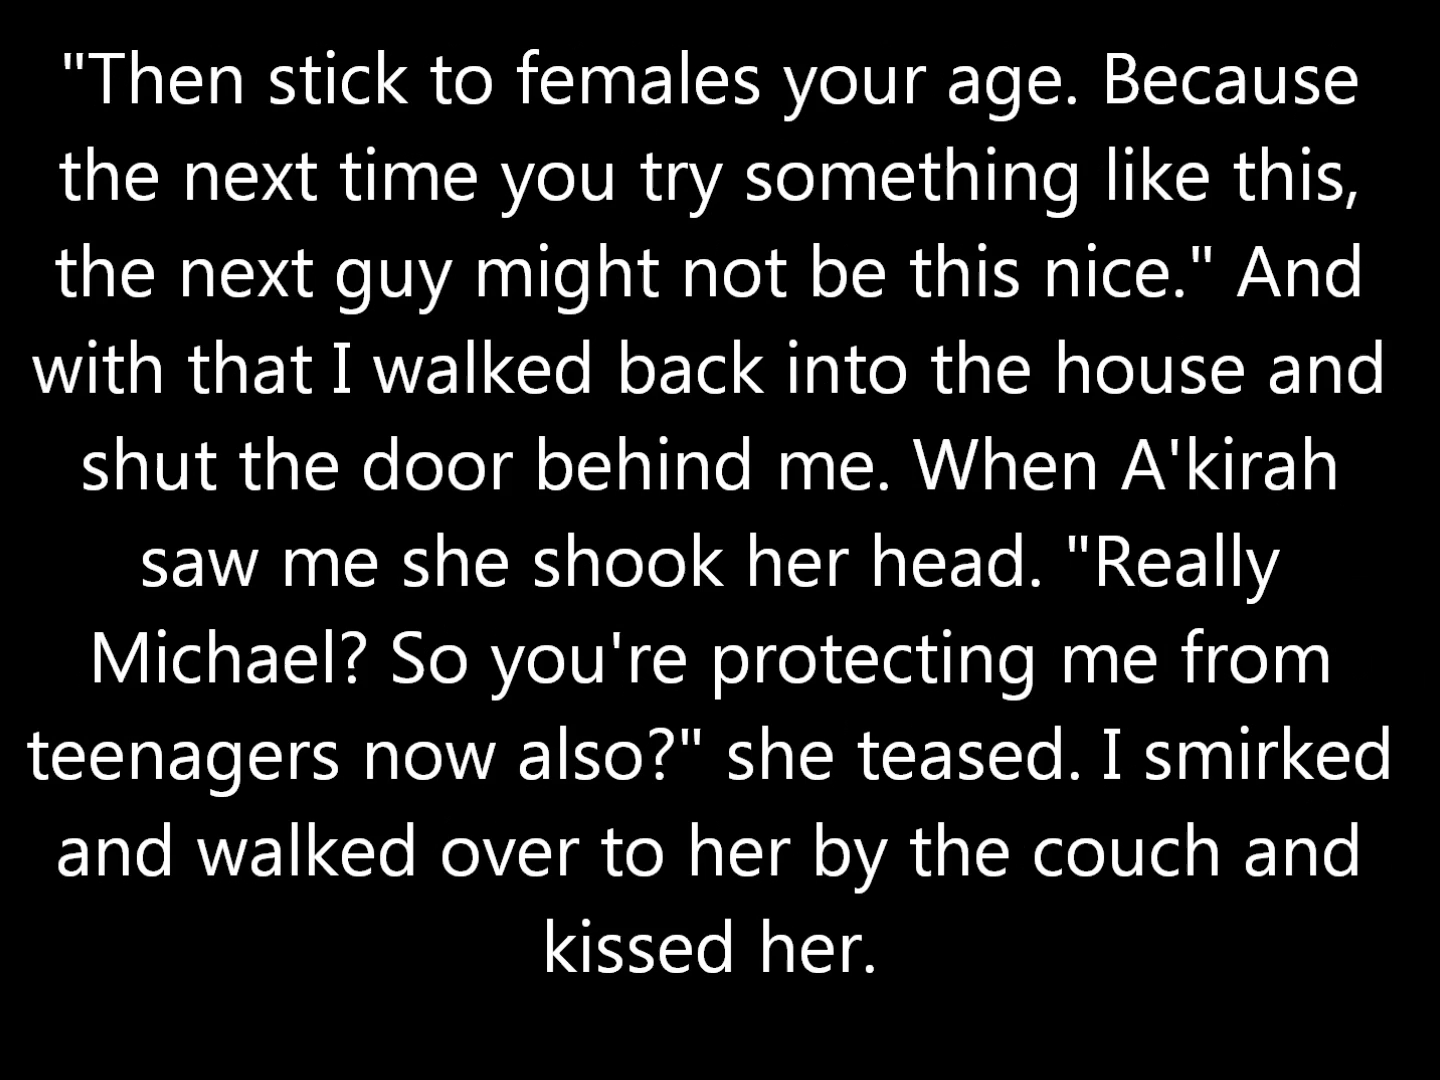 "Then stick to females your age. Because
the next time you try something like this,
the next guy might not be this nice." And
with that I walked back into the house and
shut the door behind me. When A'kirah
saw me she shook her head. "Really
Michael? So you're protecting me from
teenagers now also?" she teased. I smirked
and walked over to her by the couch and
kissed her.